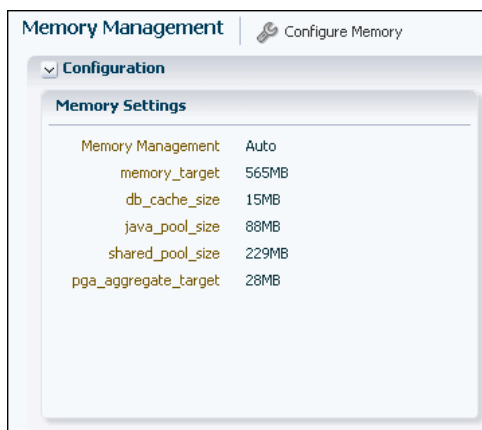 Memory Management Configure Memory
Configuration
Memory Settings
Memory Management Auto
memory_target 565MB
db_cache_size 15MB
java_pool_size 88MB
shared_pool_size 229MB
pga_aggregate_target 28MB